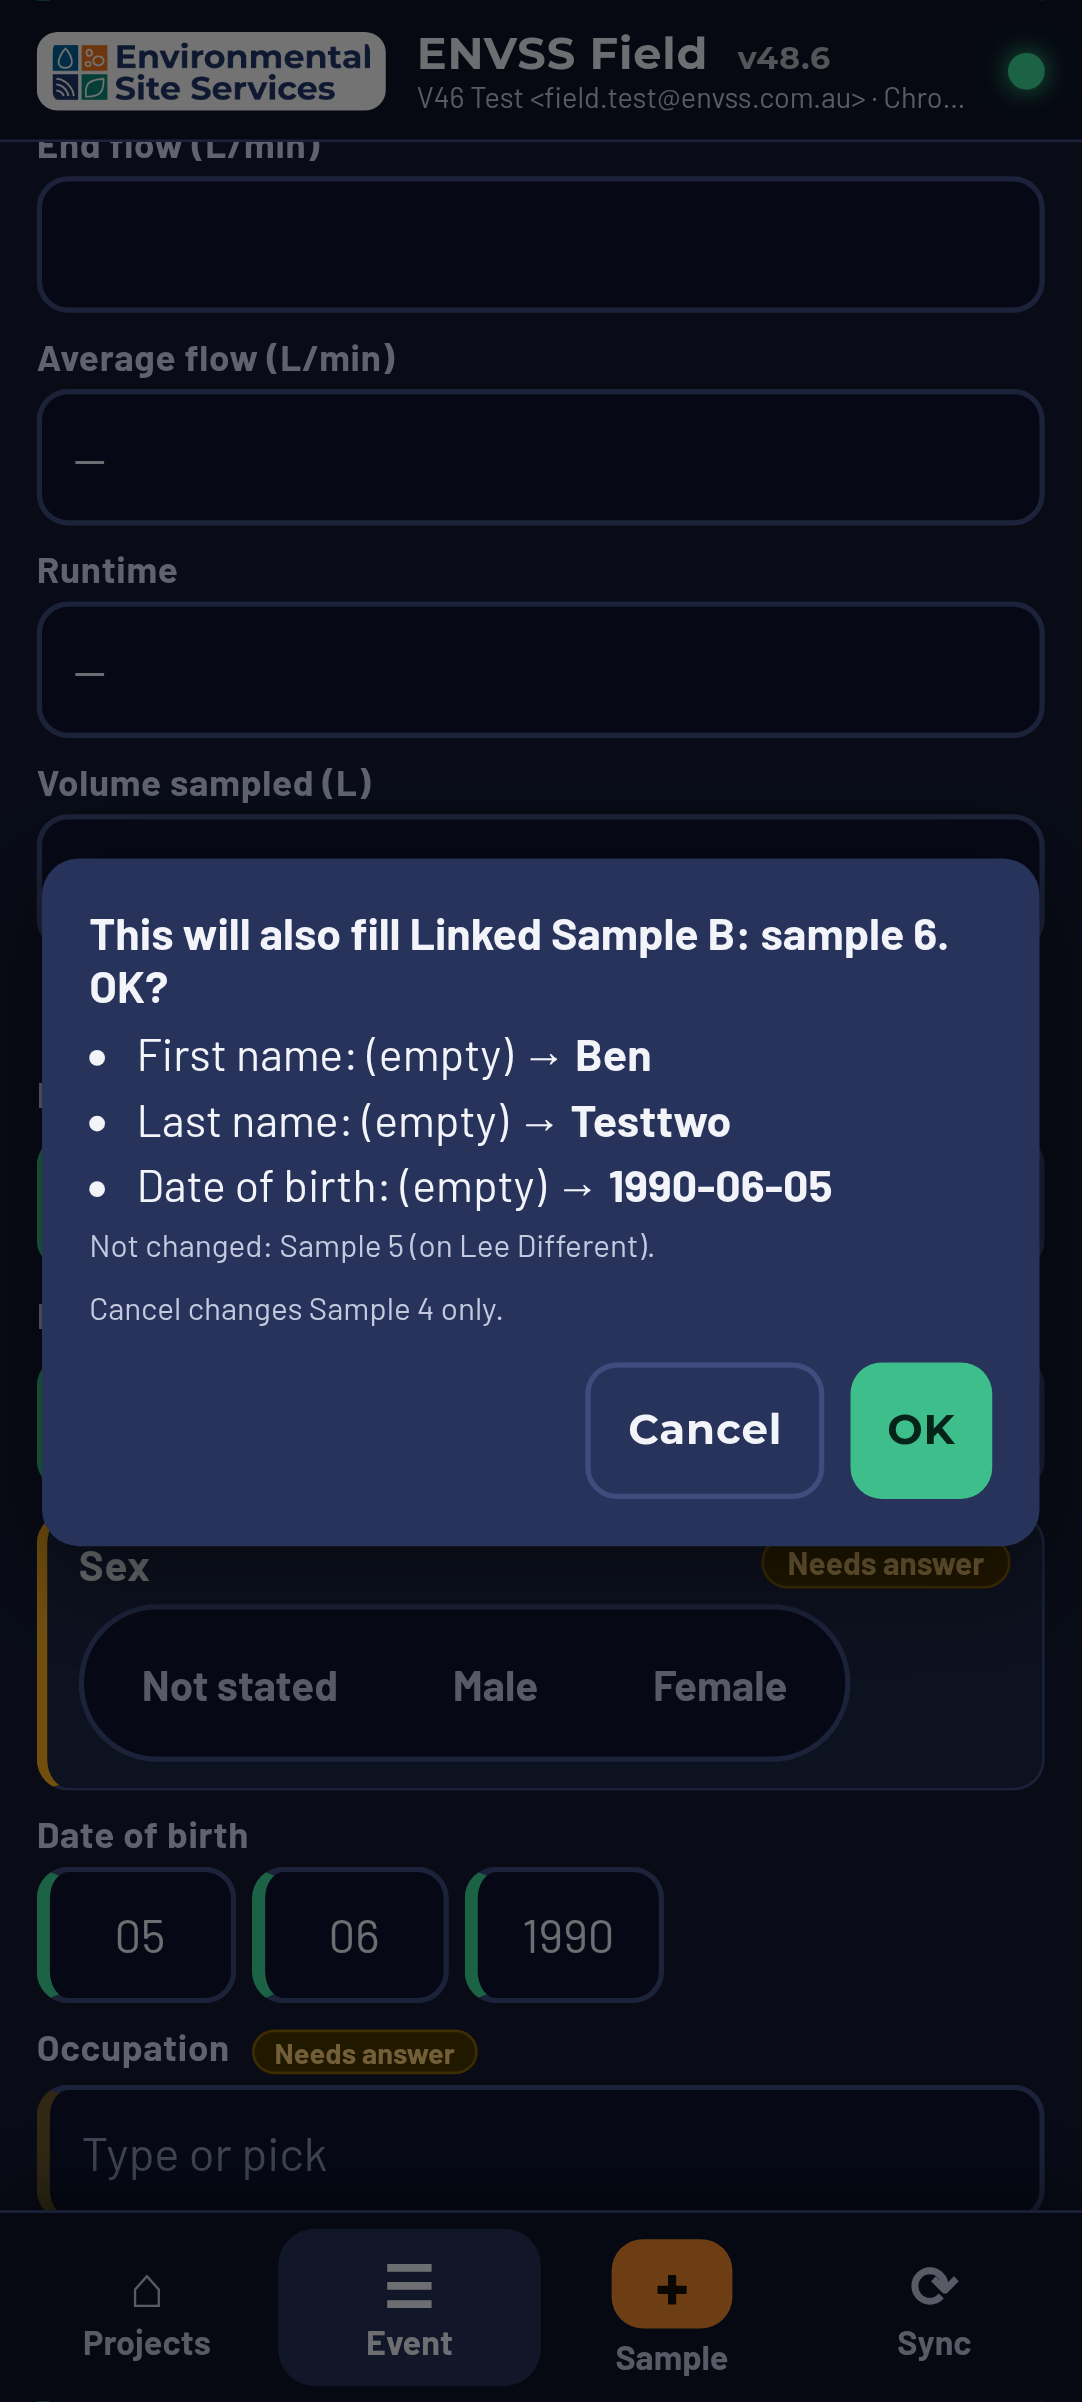 Environmental
Site Services
ENVSS Field v48.6
V46 Test <field.test@envss.com.au> · Chro...
End flow (L/min)
Average flow (L/min)
—
Runtime
—
Volume sampled (L)
This will also fill Linked Sample B: sample 6.
OK?
• First name: (empty) → Ben
• Last name: (empty) → Testtwo
• Date of birth: (empty) → 1990-06-05
Not changed: Sample 5 (on Lee Different).
Cancel changes Sample 4 only.
Cancel OK
Sex Needs answer
Not stated Male Female
Date of birth
05 06 1990
Occupation Needs answer
Type or pick
Projects Event Sample Sync